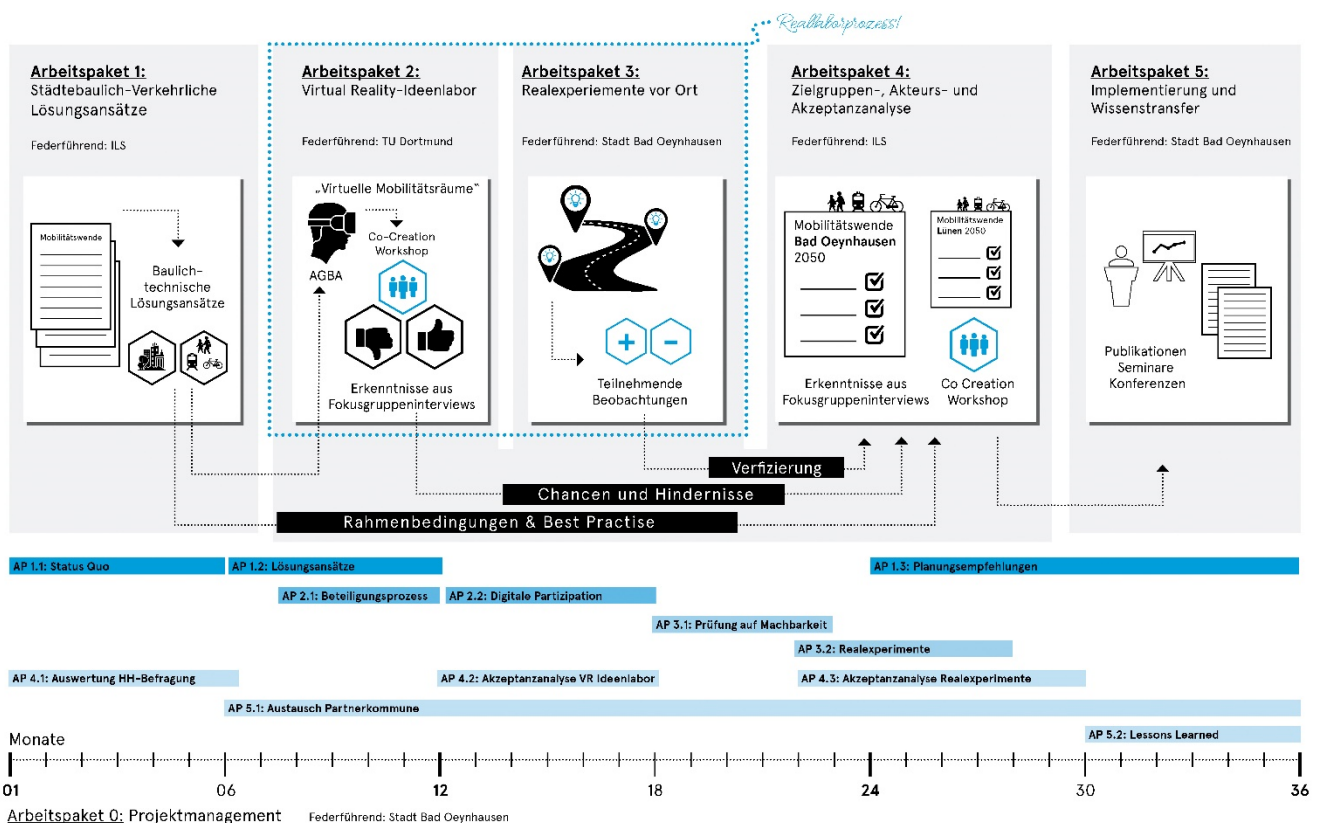 Reallaborprozess!
Arbeitspaket 1:
Städtebaulich-Verkehrliche
Lösungsansätze
Federführend: ILS
Mobilitätswende
Baulich-
technische
Lösungsansätze
Arbeitspaket 2:
Virtual Reality-Ideenlabor
Federführend: TU Dortmund
„Virtuelle Mobilitätsräume“
AGBA
Co-Creation
Workshop
Erkenntnisse aus
Fokusgruppeninterviews
Arbeitspaket 3:
Realexperiemente vor Ort
Federführend: Stadt Bad Oeynhausen
+
-
Teilnehmende
Beobachtungen
Arbeitspaket 4:
Zielgruppen-, Akteurs- und
Akzeptanzanalyse
Federführend: ILS
Mobilitätswende
Bad Oeynhausen
2050
Mobilitätswende
Lünen 2050
Erkenntnisse aus
Fokusgruppeninterviews
Co Creation
Workshop
Arbeitspaket 5:
Implementierung und
Wissenstransfer
Federführend: Stadt Bad Oeynhausen
Publikationen
Seminare
Konferenzen
Verfizierung
Chancen und Hindernisse
Rahmenbedingungen & Best Practise
AP 1.1: Status Quo
AP 1.2: Lösungsansätze
AP 1.3: Planungsempfehlungen
AP 2.1: Beteiligungsprozess
AP 2.2: Digitale Partizipation
AP 3.1: Prüfung auf Machbarkeit
AP 3.2: Realexperimente
AP 4.1: Auswertung HH-Befragung
AP 4.2: Akzeptanzanalyse VR Ideenlabor
AP 4.3: Akzeptanzanalyse Realexperimente
AP 5.1: Austausch Partnerkommune
AP 5.2: Lessons Learned
Monate
01 06 12 18 24 30 36
Arbeitspaket 0: Projektmanagement Federführend: Stadt Bad Oeynhausen